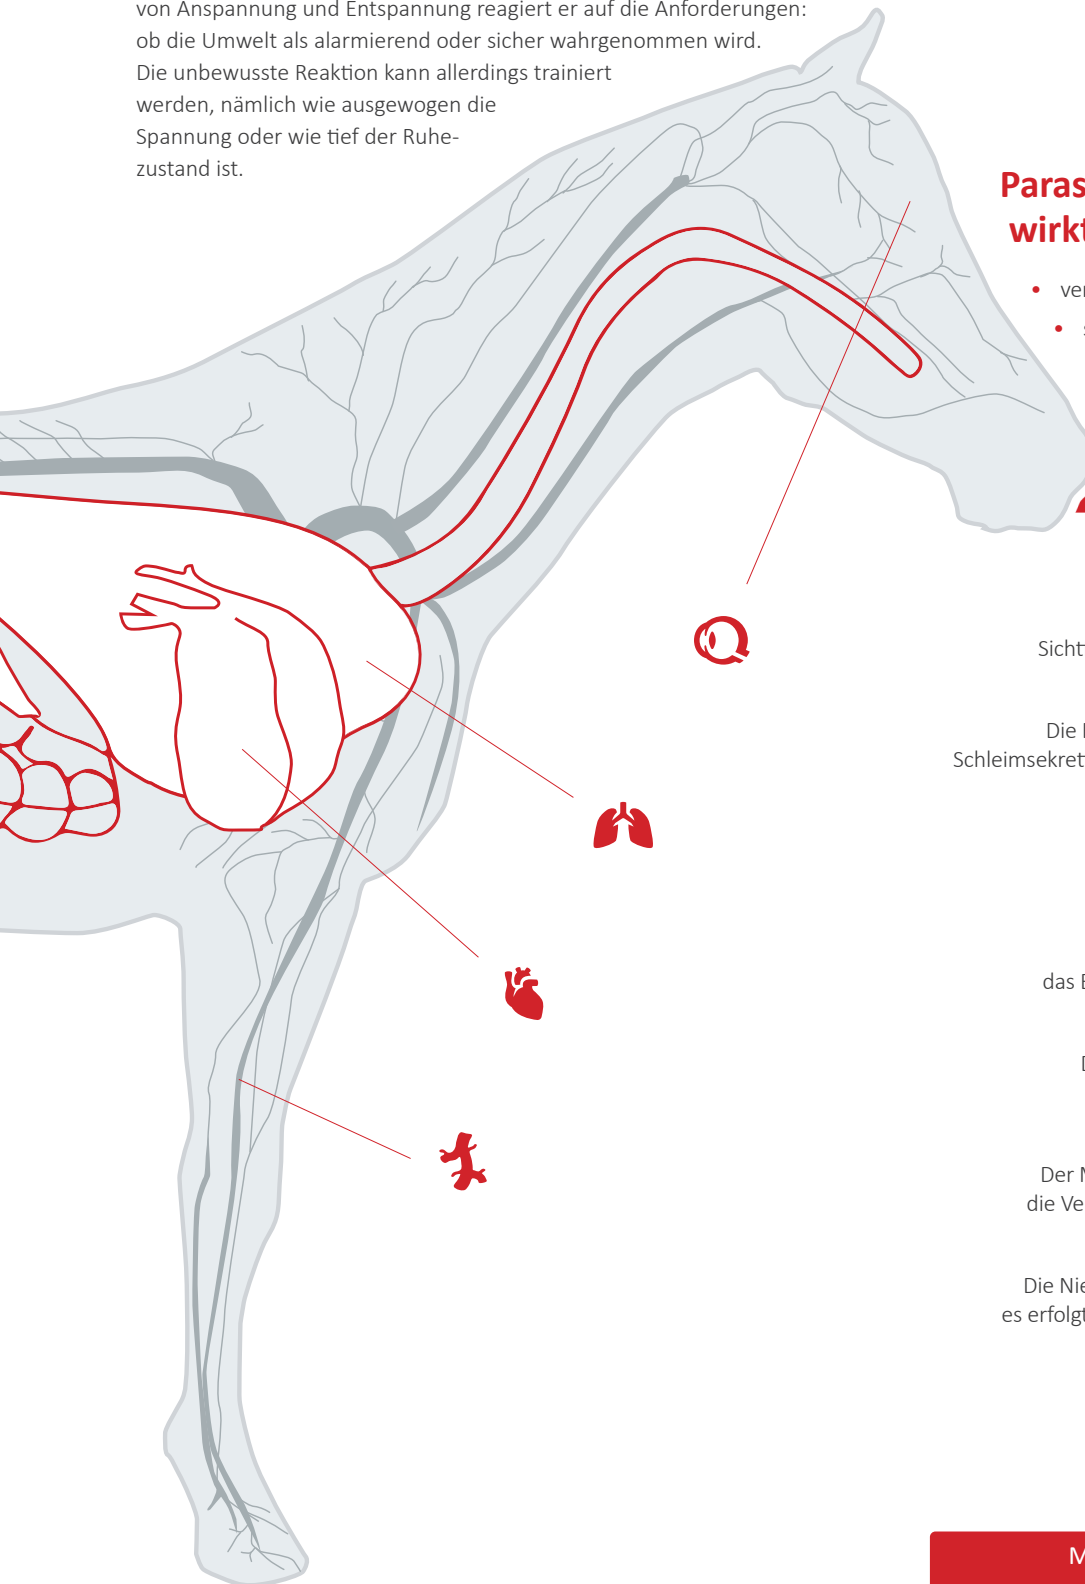 von Anspannung und Entspannung reagiert er auf die Anforderungen:
ob die Umwelt als alarmierend oder sicher wahrgenommen wird.
Die unbewusste Reaktion kann allerdings trainiert
werden, nämlich wie ausgewogen die
Spannung oder wie tief der Ruhe-
zustand ist.
Paras
wirkt
• ver
• s
Sicht
Die
Schleimsekret
das
Der
die Ve
Die Nie
es erfolgt
M